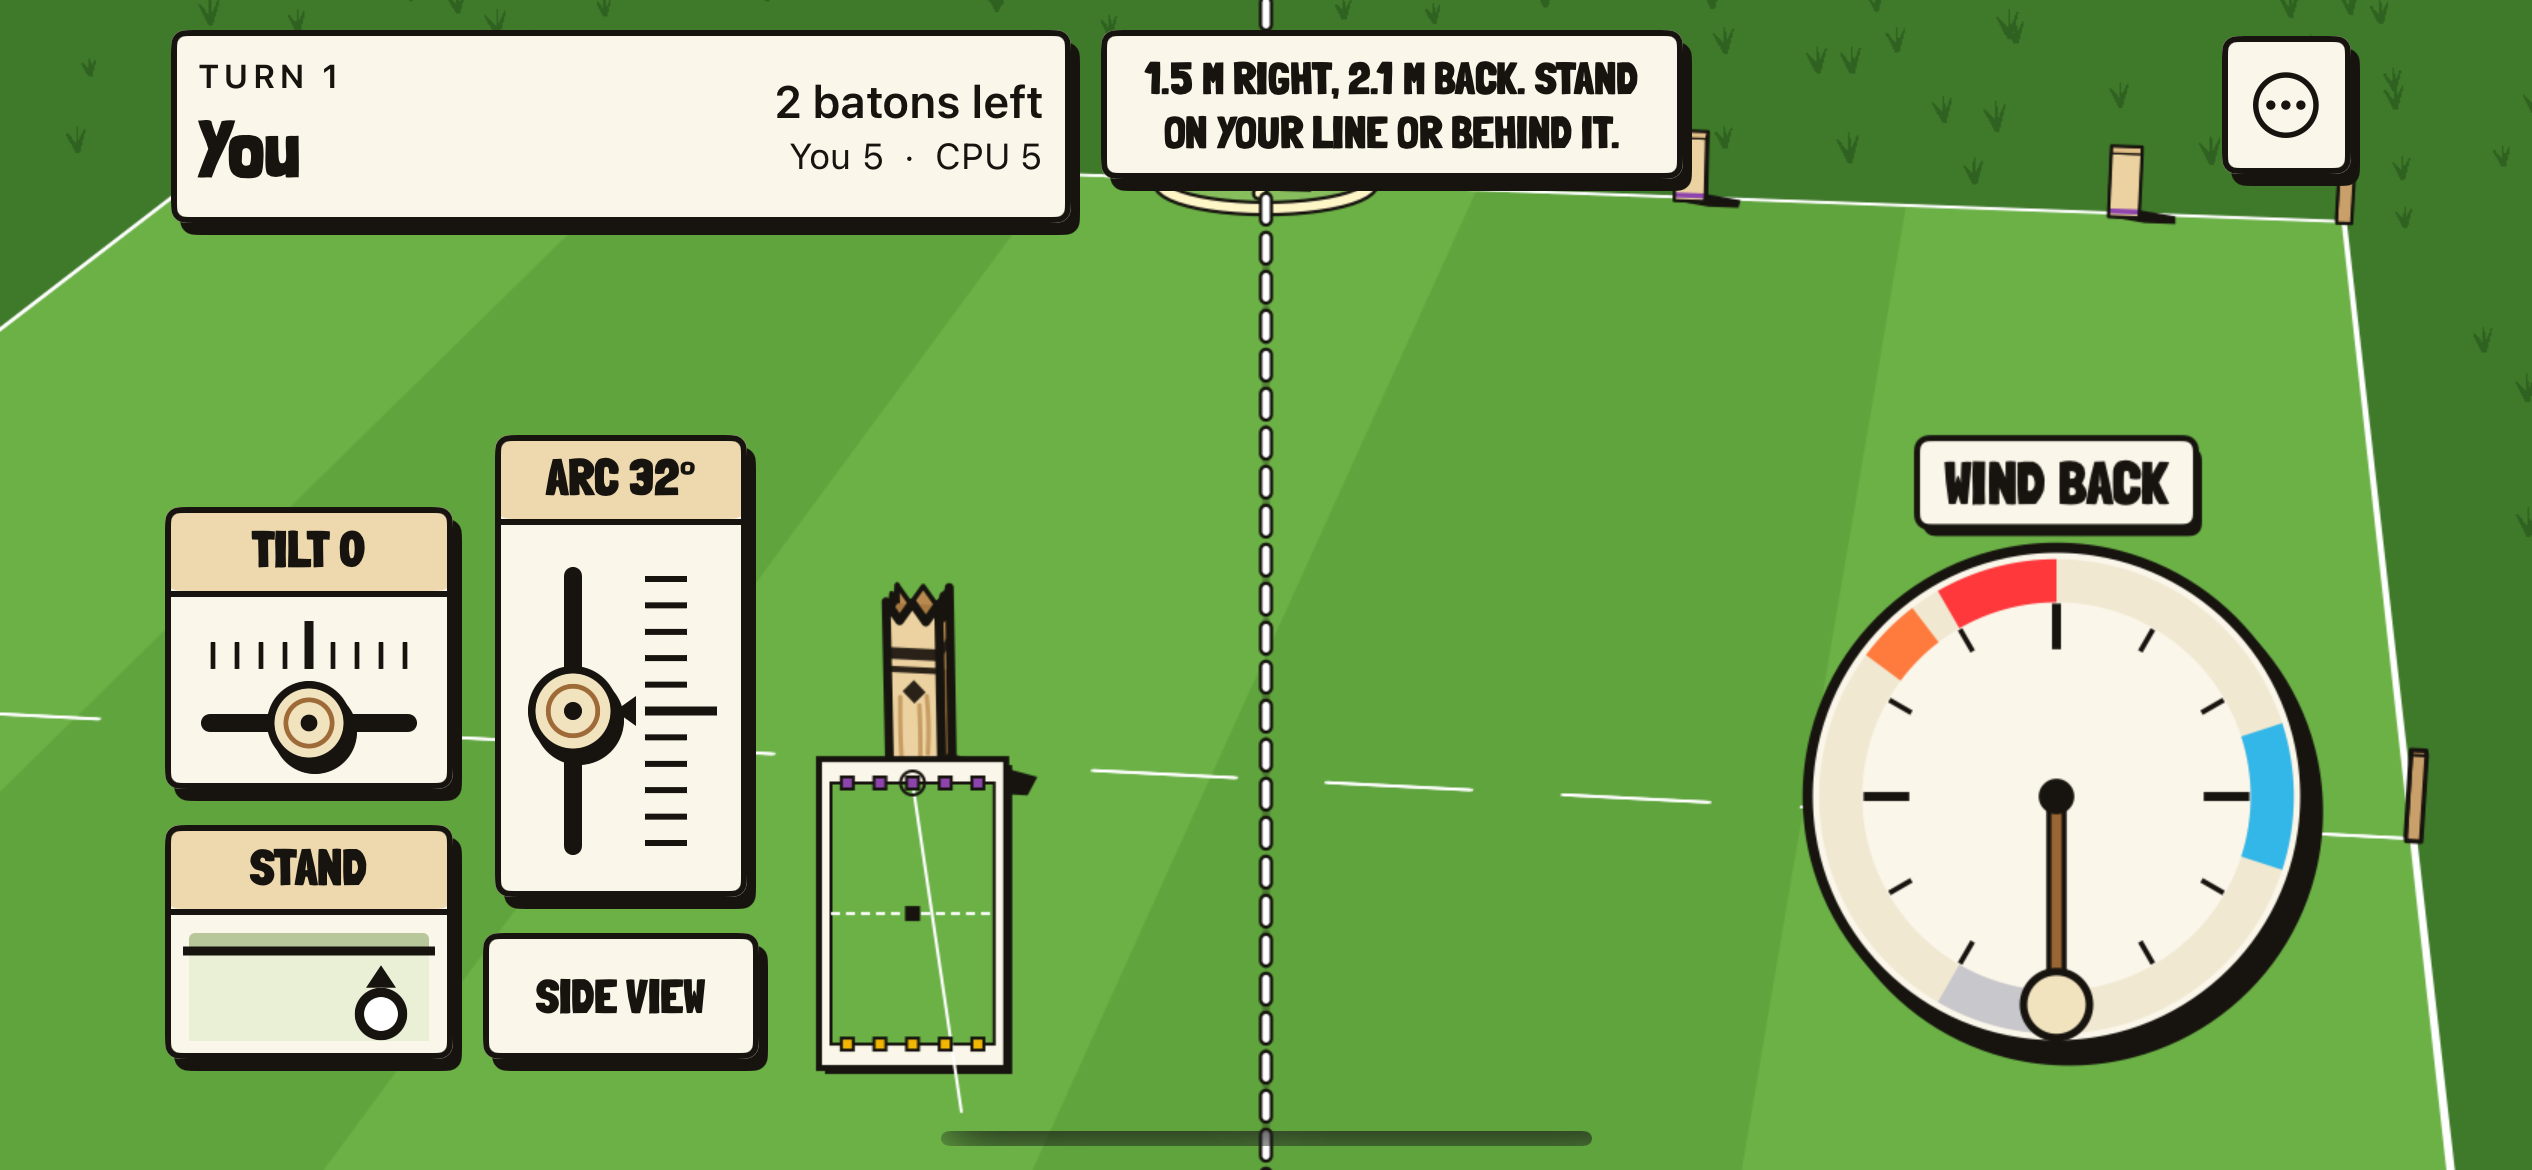 TURN 1
You
2 batons left
You 5 · CPU 5
1.5 M RIGHT, 2.1 M BACK. STAND
ON YOUR LINE OR BEHIND IT.
ARC 32°
WIND BACK
TILT 0
STAND
SIDE VIEW